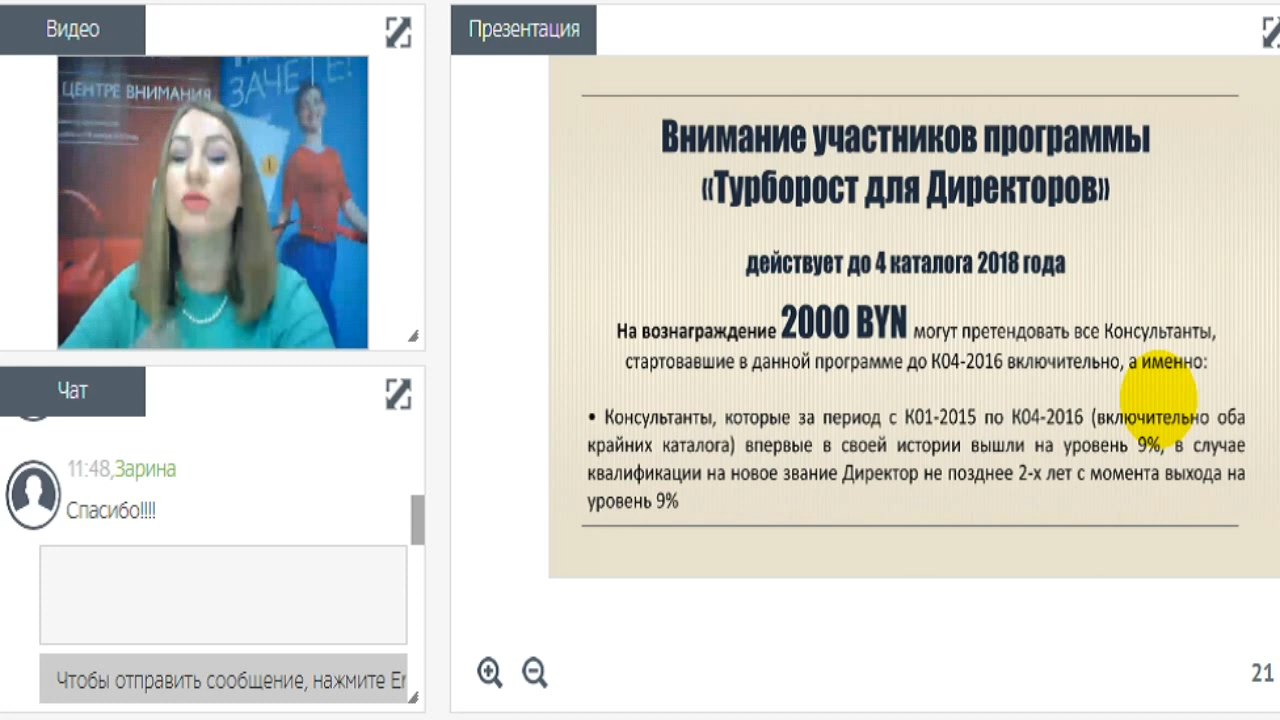 Видео
ЦЕНТРЕ ВНИМАНИЯ
ЗАЧЕТЕ!
Чат
11:48,Зарина
Спасибо!!!!
Чтобы отправить сообщение, нажмите Er
Презентация
Внимание участников программы
«Турборост для Директоров»
действует до 4 каталога 2018 года
На вознаграждение 2000 BYN могут претендовать все Консультанты,
стартовавшие в данной программе до К04-2016 включительно, а именно:
• Консультанты, которые за период с К01-2015 по К04-2016 (включительно оба
крайних каталога) впервые в своей истории вышли на уровень 9%, в случае
квалификации на новое звание Директор не позднее 2-х лет с момента выхода на
уровень 9%
21